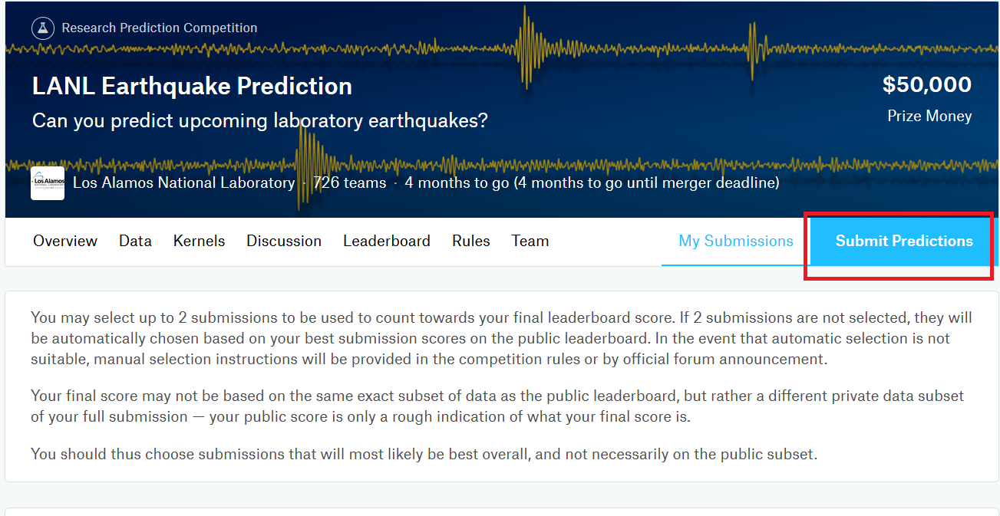 Research Prediction Competition
LANL Earthquake Prediction
$50,000
Can you predict upcoming laboratory earthquakes?
Prize Money
Los Alamos
NATIONAL LABORATORY
Los Alamos National Laboratory · 726 teams · 4 months to go (4 months to go until merger deadline)
Overview Data Kernels Discussion Leaderboard Rules Team My Submissions Submit Predictions
You may select up to 2 submissions to be used to count towards your final leaderboard score. If 2 submissions are not selected, they will
be automatically chosen based on your best submission scores on the public leaderboard. In the event that automatic selection is not
suitable, manual selection instructions will be provided in the competition rules or by official forum announcement.
Your final score may not be based on the same exact subset of data as the public leaderboard, but rather a different private data subset
of your full submission — your public score is only a rough indication of what your final score is.
You should thus choose submissions that will most likely be best overall, and not necessarily on the public subset.